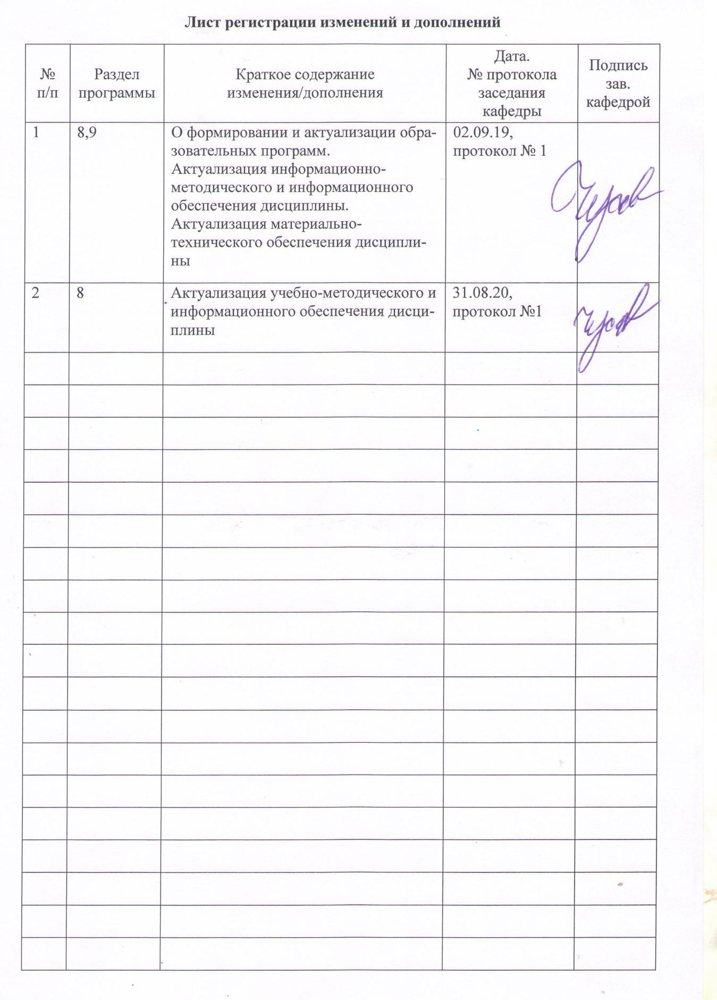 Лист регистрации изменений и дополнений
№
п/п
Раздел
программы
Краткое содержание
изменения/дополнения
Дата.
№ протокола
заседания
кафедры
Подпись
зав.
кафедрой
1
8,9
О формировании и актуализации обра-
зовательных программ.
Актуализация информационно-
методического и информационного
обеспечения дисциплины.
Актуализация материально-
технического обеспечения дисципли-
ны
02.09.19,
протокол № 1
2
8
Актуализация учебно-методического и
информационного обеспечения дисци-
плины
31.08.20,
протокол №1